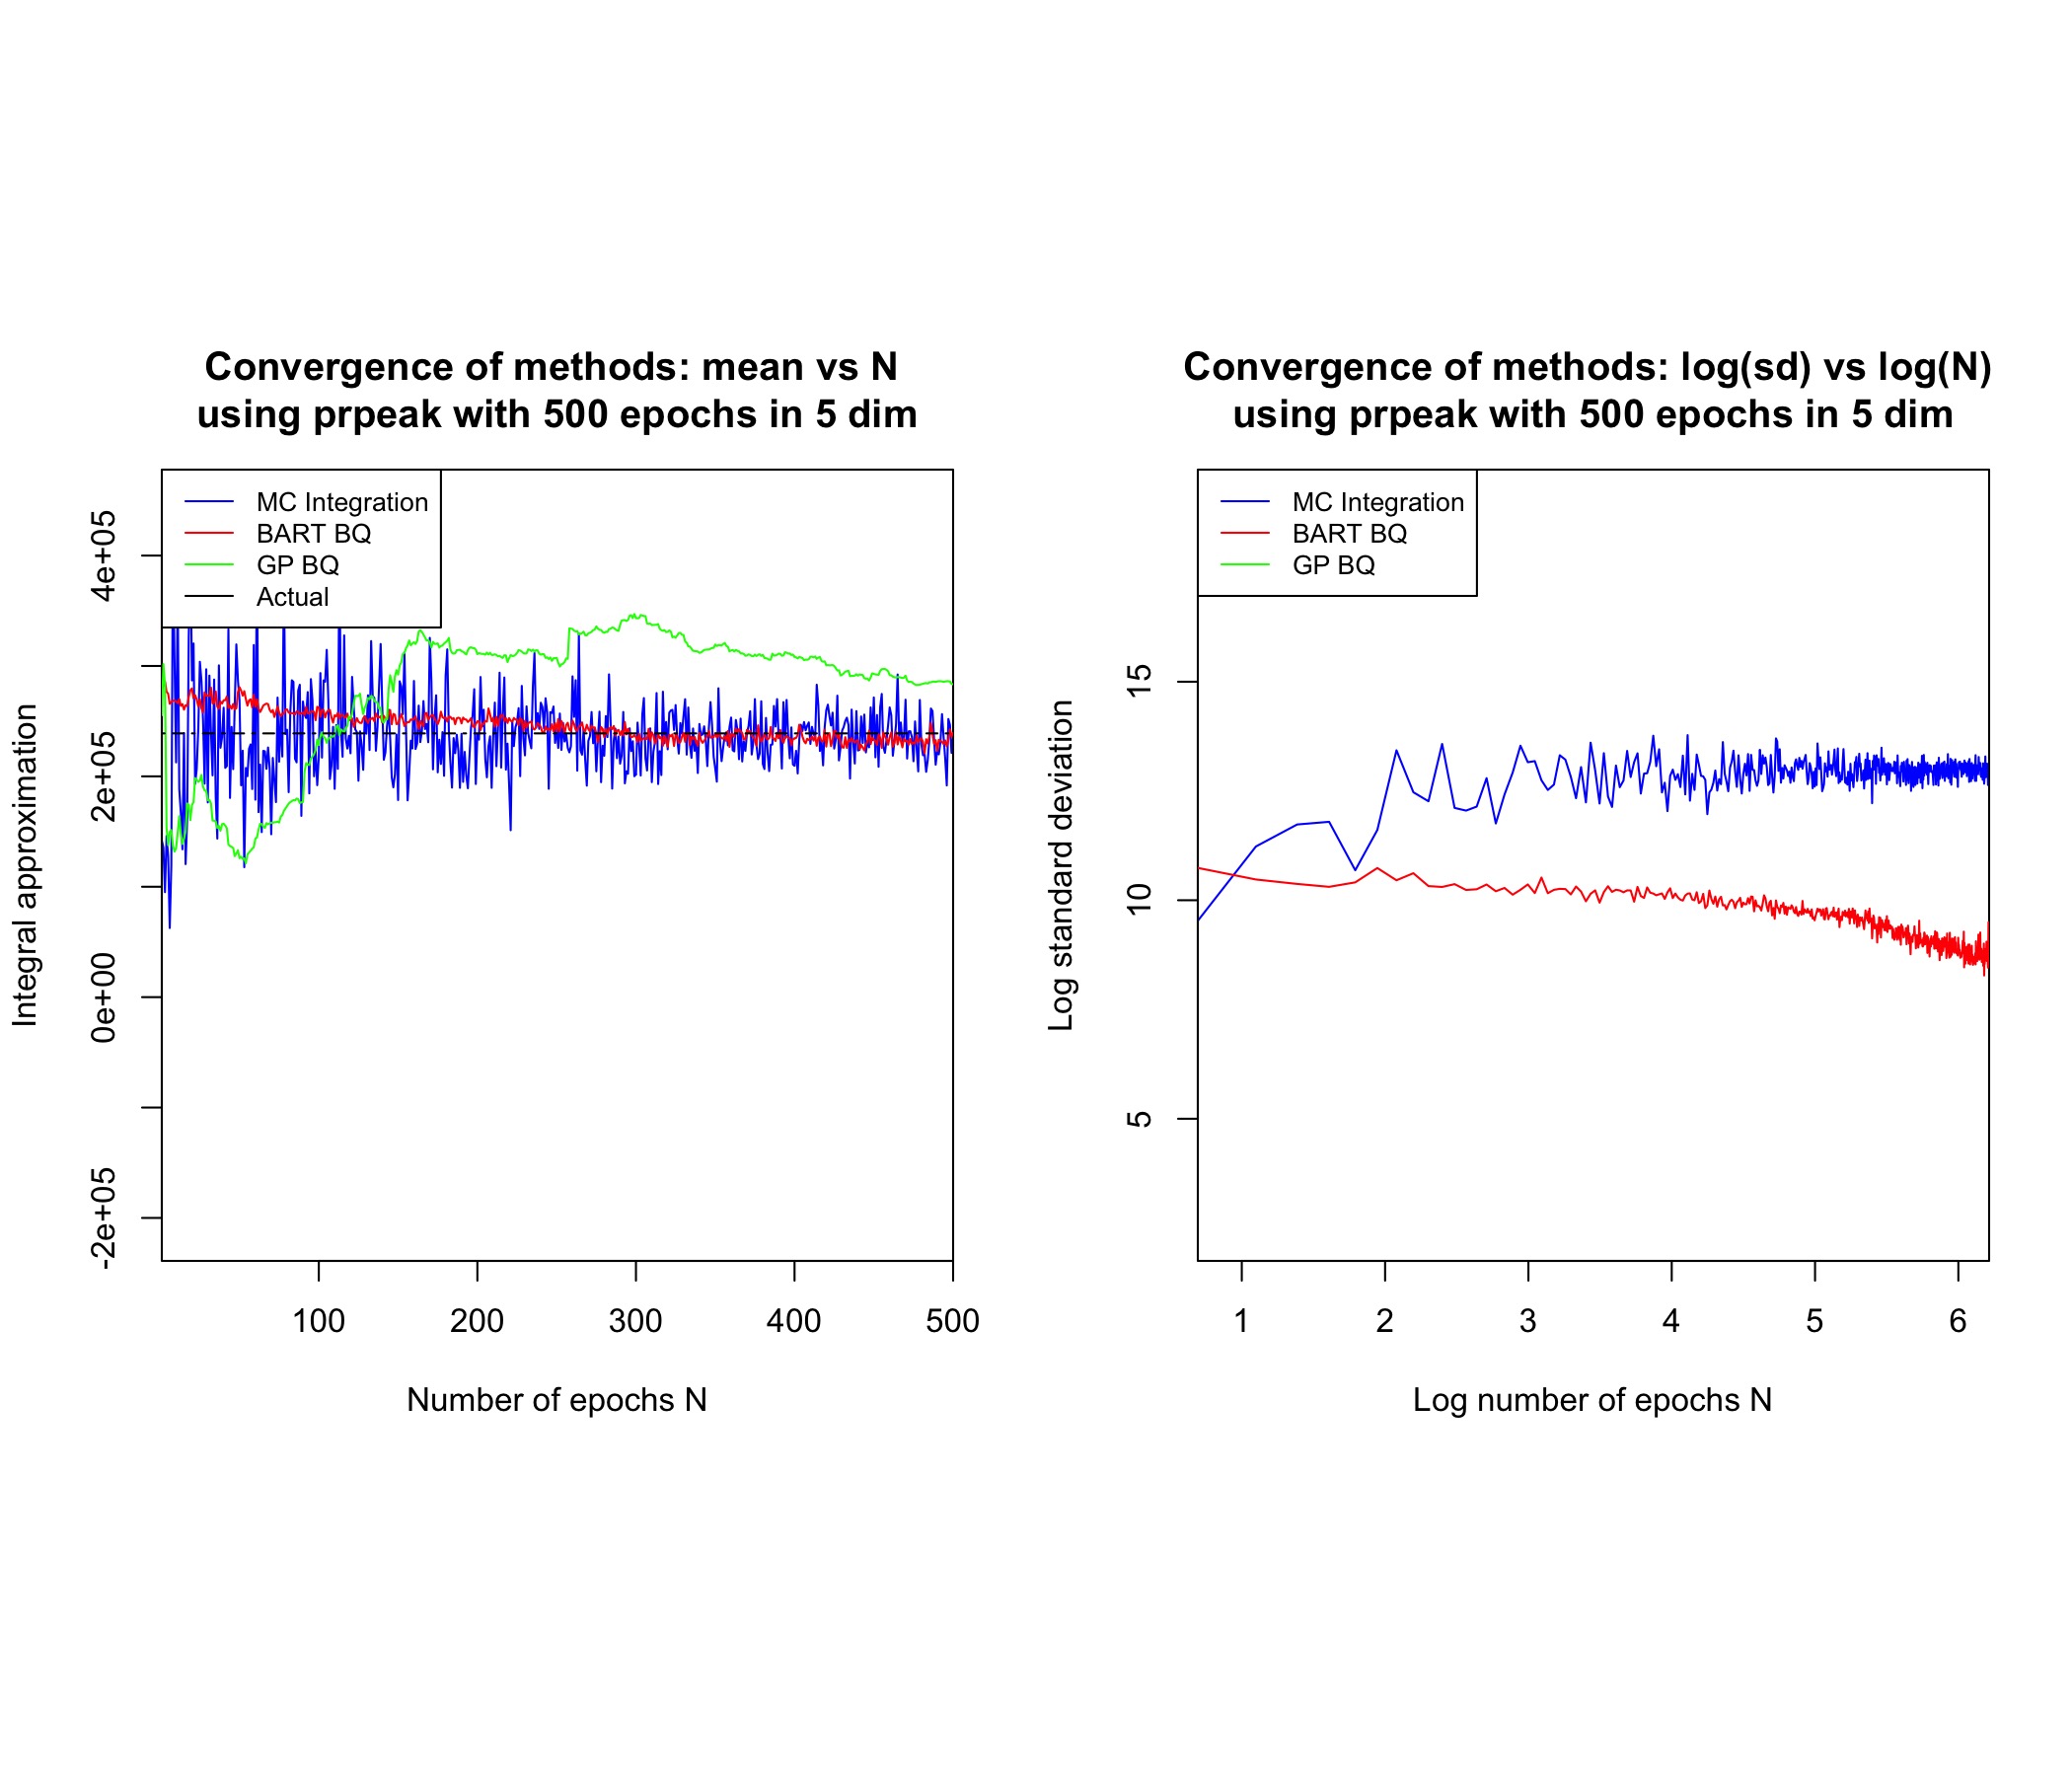 Convergence of methods: mean vs N
using prpeak with 500 epochs in 5 dim
MC Integration
BART BQ
GP BQ
Actual
Integral approximation
4e+05
2e+05
0e+00
-2e+05
100 200 300 400 500
Number of epochs N
Convergence of methods: log(sd) vs log(N)
using prpeak with 500 epochs in 5 dim
MC Integration
BART BQ
GP BQ
Log standard deviation
15
10
5
1 2 3 4 5 6
Log number of epochs N